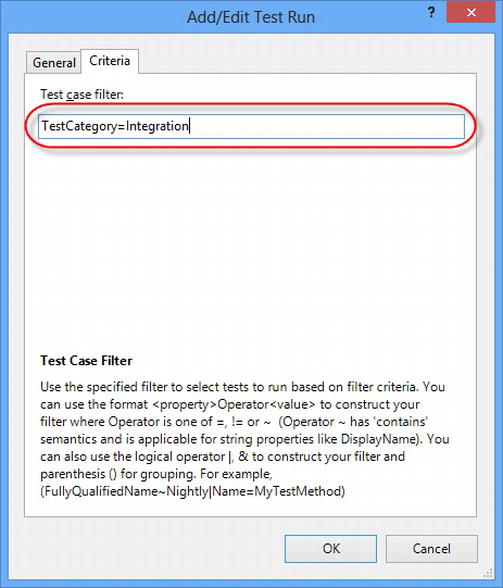 Add/Edit Test Run
?
General
Criteria
Test case filter:
TestCategory=Integration
Test Case Filter
Use the specified filter to select tests to run based on filter criteria. You
can use the format <property>Operator<value> to construct your
filter where Operator is one of =, != or ~  (Operator ~ has 'contains'
semantics and is applicable for string properties like DisplayName). You
can also use the logical operator |, & to construct your filter and
parenthesis () for grouping. For example,
(FullyQualifiedName~Nightly|Name=MyTestMethod)
OK
Cancel